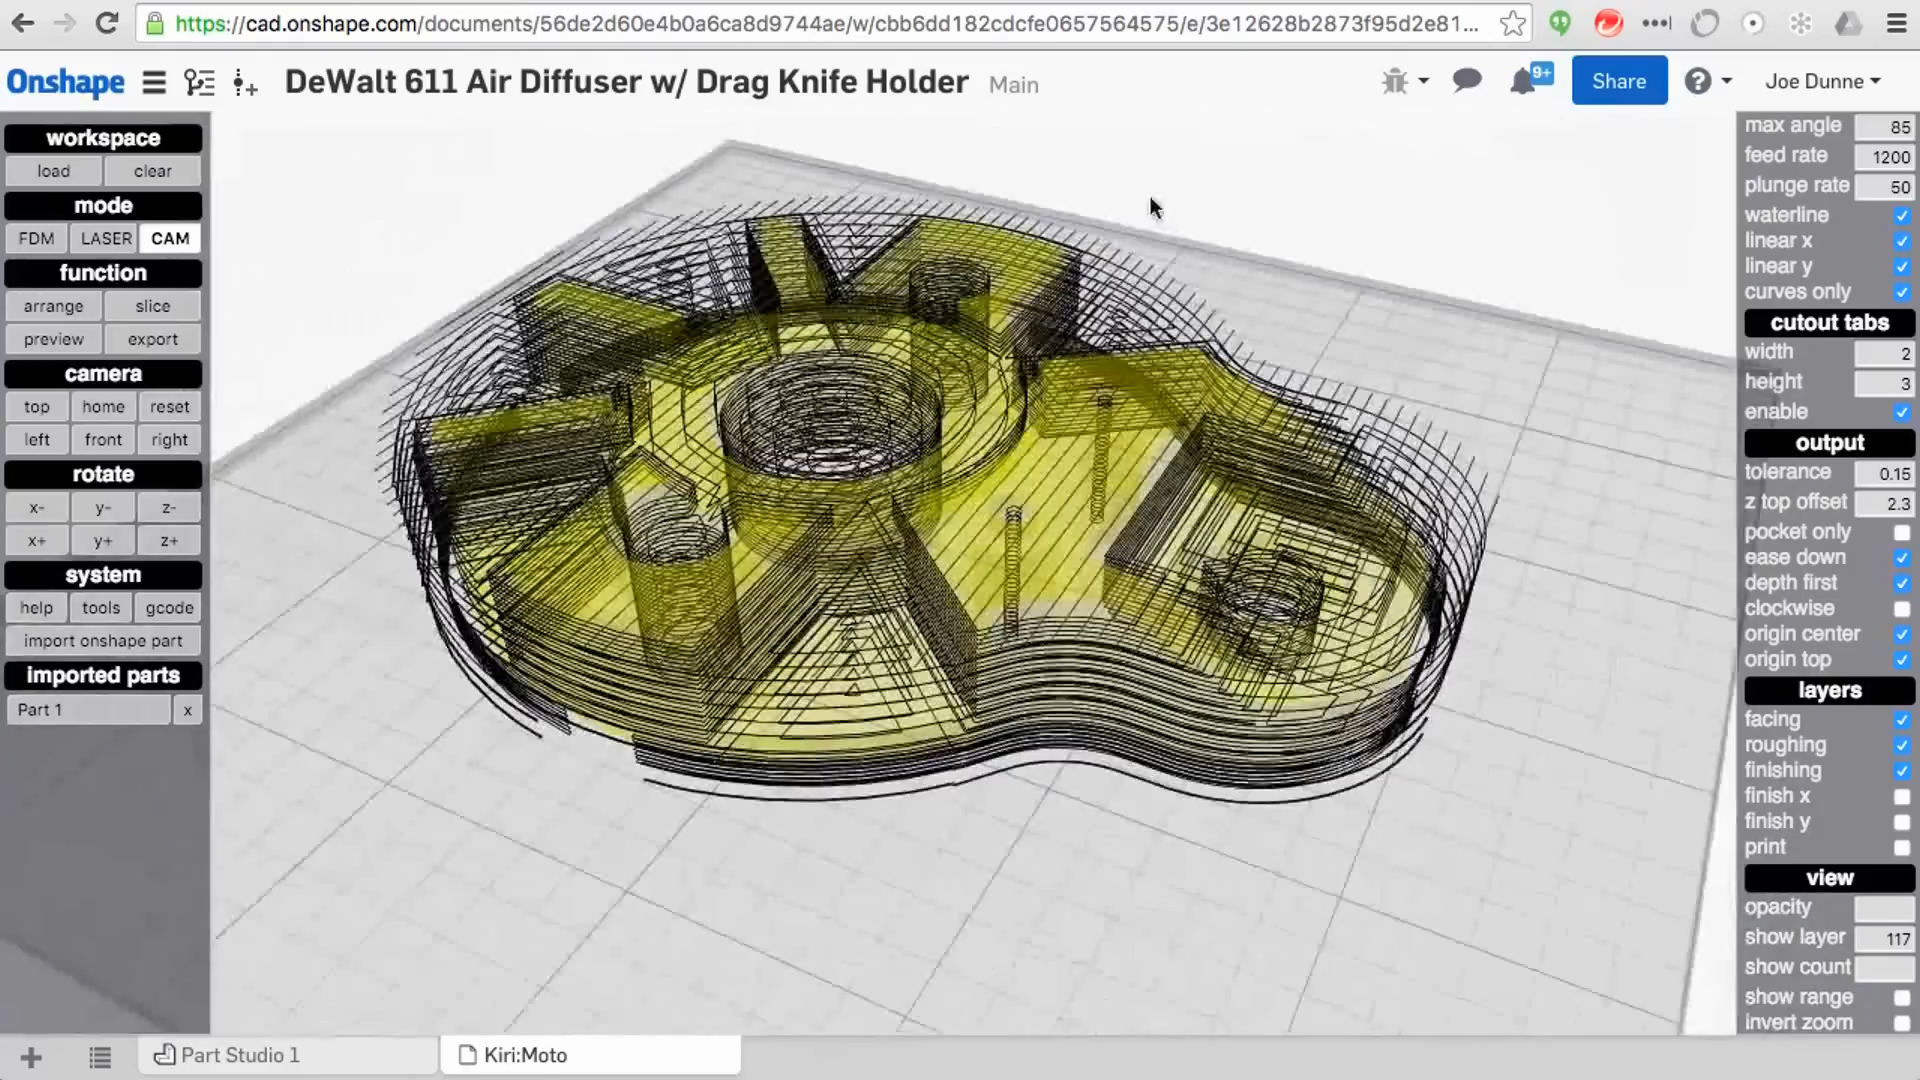 https://cad.onshape.com/documents/56de2d60e4b0a6ca8d9744ae/w/cbb6dd182cdcfe0657564575/e/3e12628b2873f95d2e81...
Onshape DeWalt 611 Air Diffuser w/ Drag Knife Holder Main 9+ Share Joe Dunne
workspace
load clear
mode
FDM LASER CAM
function
arrange slice
preview export
camera
top home reset
left front right
rotate
x- y- z-
x+ y+ z+
system
help tools gcode
import onshape part
imported parts
Part 1 x
max angle 85
feed rate 1200
plunge rate 50
waterline
linear x
linear y
curves only
cutout tabs
width 2
height 3
enable
output
tolerance 0.15
z top offset 2.3
pocket only
ease down
depth first
clockwise
origin center
origin top
layers
facing
roughing
finishing
finish x
finish y
print
view
opacity
show layer 117
show count
show range
invert zoom
Part Studio 1 Kiri:Moto